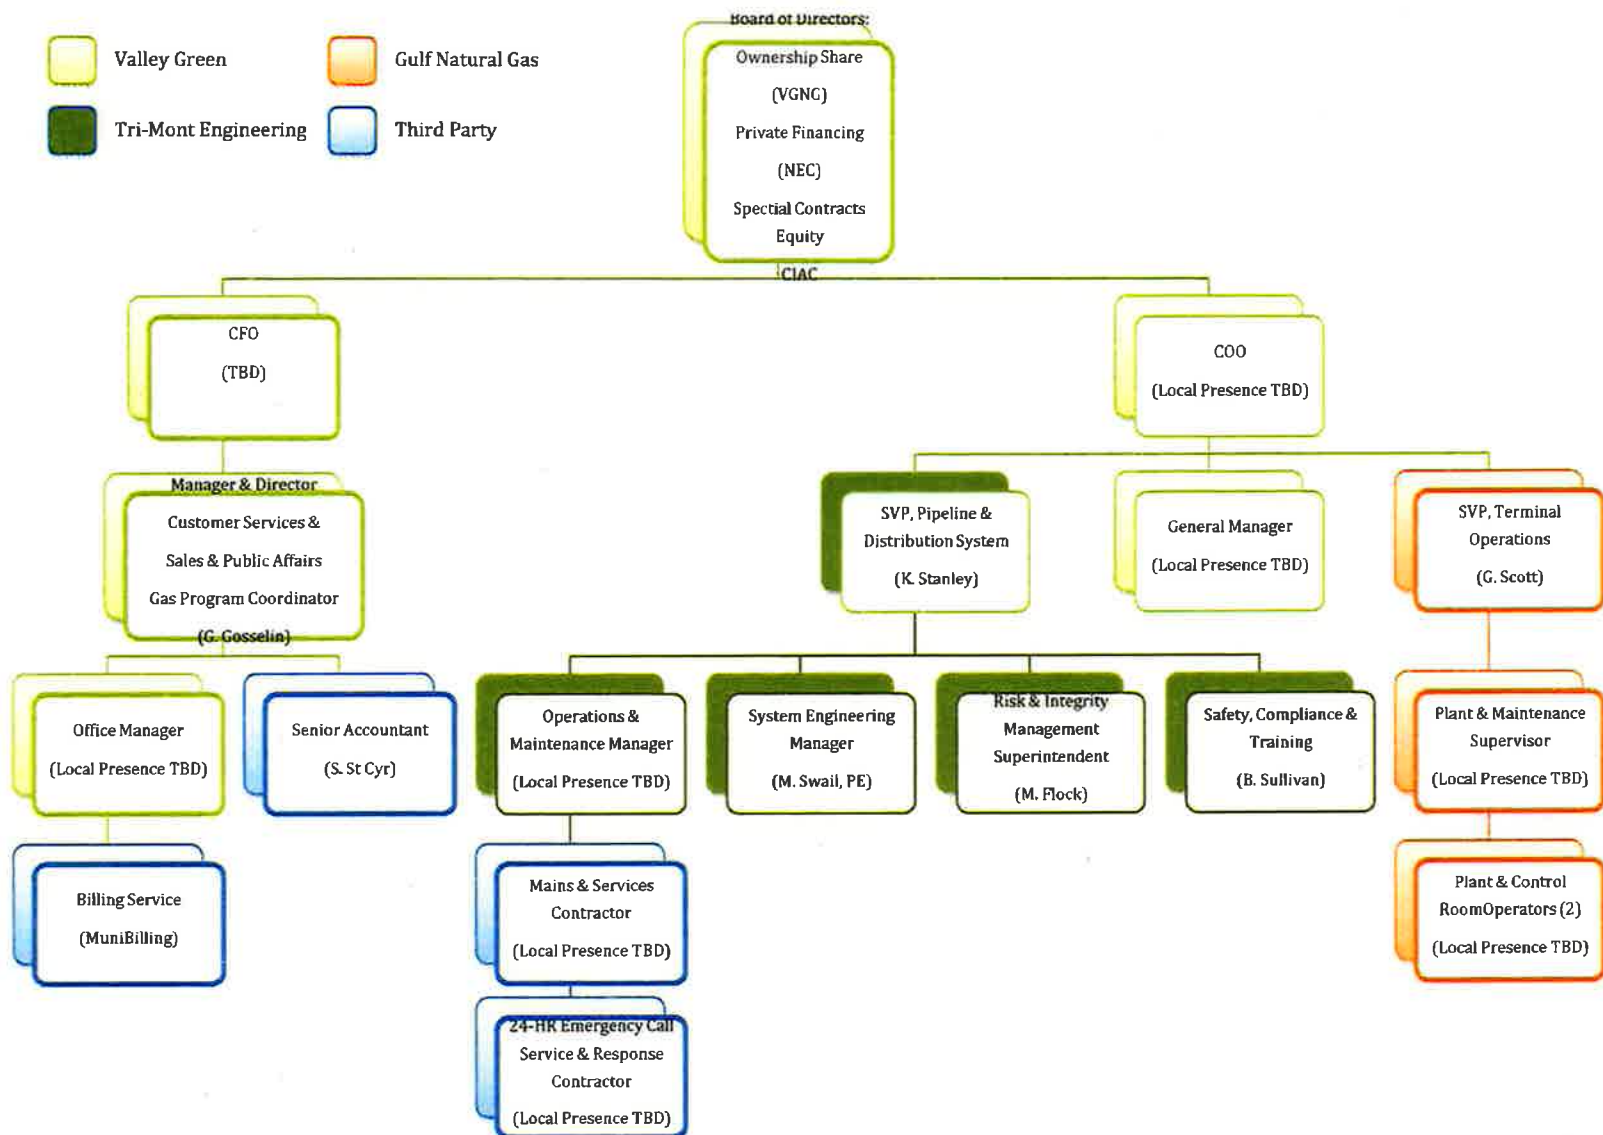 Valley Green
Gulf Natural Gas
Tri-Mont Engineering
Third Party
Board of Directors:
Ownership Share
(VGNG)
Private Financing
(NEC)
Spectial Contracts
Equity
CIAC
CFO
(TBD)
COO
(Local Presence TBD)
Manager & Director
Customer Services &
Sales & Public Affairs
Gas Program Coordinator
(G. Gosselin)
SVP, Pipeline &
Distribution System
(K. Stanley)
General Manager
(Local Presence TBD)
SVP, Terminal
Operations
(G. Scott)
Office Manager
(Local Presence TBD)
Senior Accountant
(S. St Cyr)
Operations &
Maintenance Manager
(Local Presence TBD)
System Engineering
Manager
(M. Swail, PE)
Risk & Integrity
Management
Superintendent
(M. Flock)
Safety, Compliance &
Training
(B. Sullivan)
Plant & Maintenance
Supervisor
(Local Presence TBD)
Billing Service
(MuniBilling)
Mains & Services
Contractor
(Local Presence TBD)
Plant & Control
RoomOperators (2)
(Local Presence TBD)
24-HR Emergency Call
Service & Response
Contractor
(Local Presence TBD)